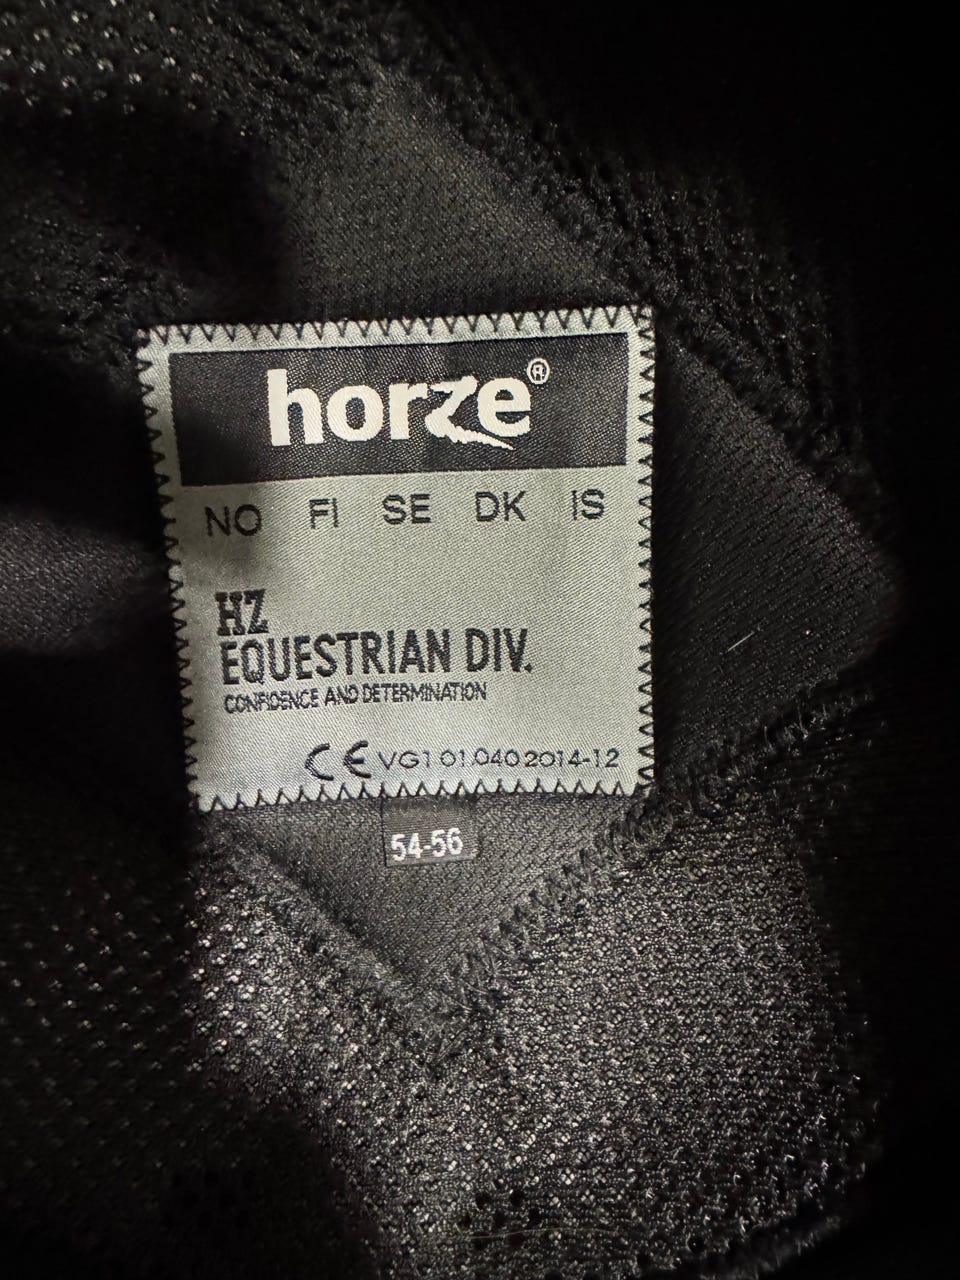 horze®
NO FI SE DK IS
HZ
EQUESTRIAN DIV.
CONFIDENCE AND DETERMINATION
CE VG1 01.040 2014-12
54-56